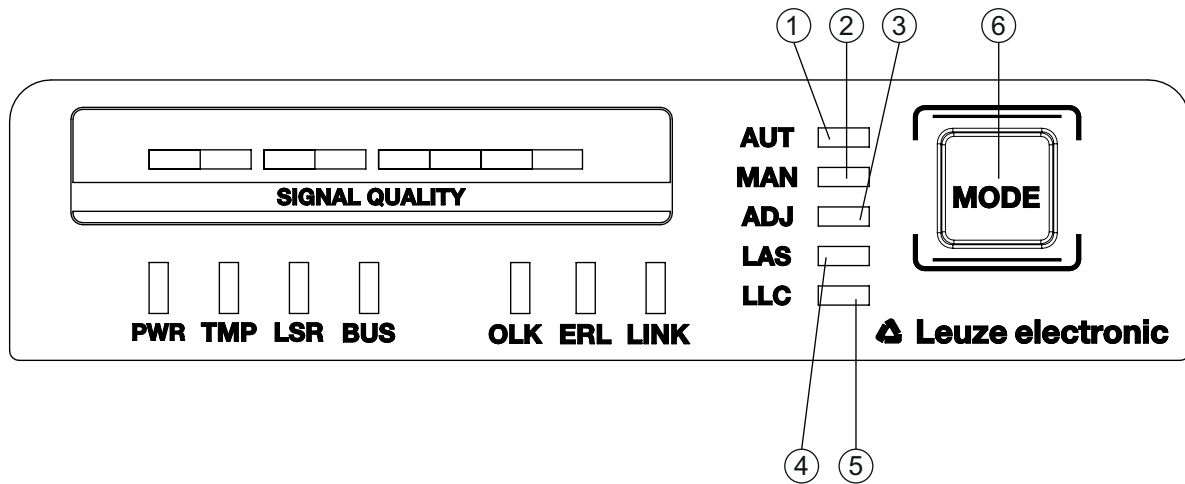 1 2 3 6
AUT
MAN
ADJ
LAS
LLC
MODE
SIGNAL QUALITY
PWR TMP LSR BUS OLK ERL LINK
Leuze electronic
4 5